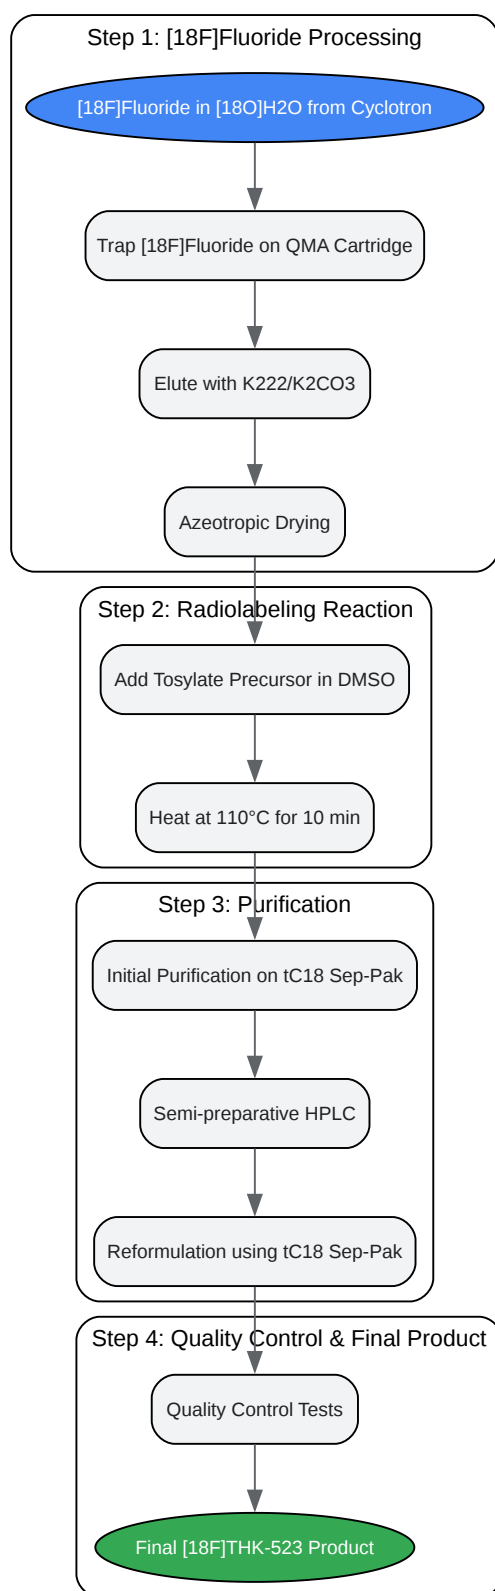 Step 1: [18F]Fluoride Processing
[18F]Fluoride in [18O]H2O from Cyclotron
Trap [18F]Fluoride on QMA Cartridge
Elute with K222/K2CO3
Azeotropic Drying
Step 2: Radiolabeling Reaction
Add Tosylate Precursor in DMSO
Heat at 110°C for 10 min
Step 3: Purification
Initial Purification on tC18 Sep-Pak
Semi-preparative HPLC
Reformulation using tC18 Sep-Pak
Step 4: Quality Control & Final Product
Quality Control Tests
Final [18F]THK-523 Product